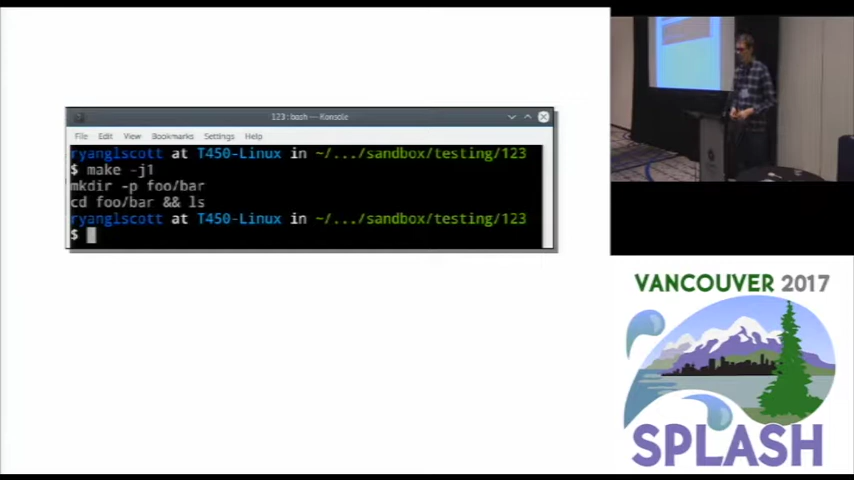 123 : bash — Konsole
File Edit View Bookmarks Settings Help
ryanglscott at T450-Linux in ~/.../sandbox/testing/123
$ make -j1
mkdir -p foo/bar
cd foo/bar && ls
ryanglscott at T450-Linux in ~/.../sandbox/testing/123
$
VANCOUVER 2017
SPLASH